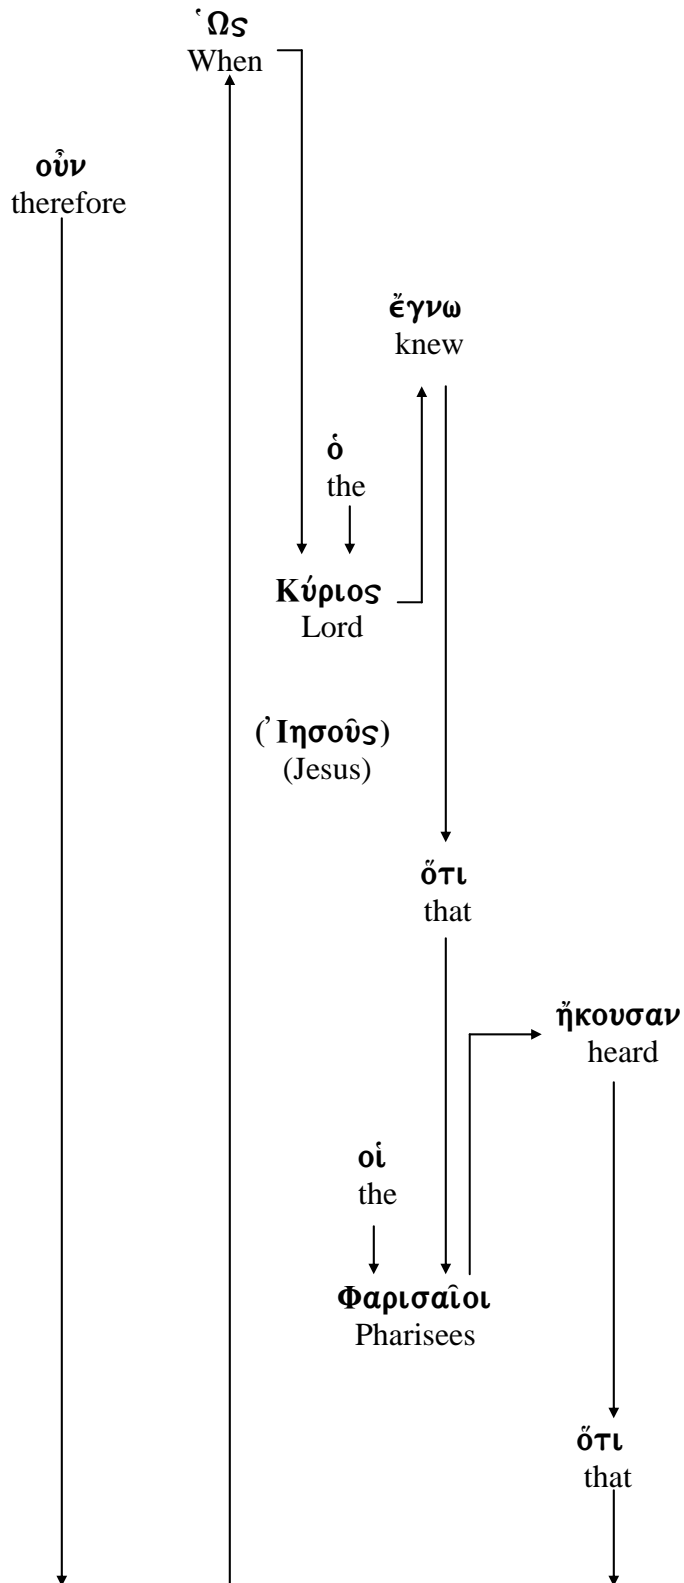 Ὡς
When
οὖν
therefore
ἔγνω
knew
ὁ
the
Κύριος
Lord
(Ἰησοῦς)
(Jesus)
ὅτι
that
ἤκουσαν
heard
οἱ
the
Φαρισαῖοι
Pharisees
ὅτι
that